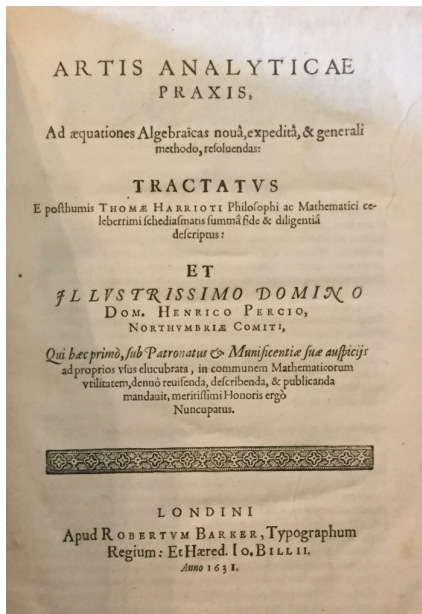 ARTIS ANALYTICAE
PRAXIS,
Ad æquationes Algebraïcas nouâ, expeditâ, & generali
methodo, resoluendas:
TRACTATVS
E posthumis THOMÆ HARRIOTI Philosophi ac Mathematici ce-
leberrimi schediasmatis summâ fide & diligentiâ
descriptus:
ET
ILLVSTRISSIMO DOMINO
DOM. HENRICO PERCIO,
NORTHVMBRIÆ COMITI,
Qui hæc primò, sub Patronatus & Munificentiæ suæ auspicijs
ad proprios vsus elucubrata, in communem Mathematicorum
vtilitatem, denuò reuisenda, describenda, & publicanda
mandauit, meritissimi Honoris ergò
Nuncupatus.
LONDINI
Apud ROBERTVM BARKER, Typographum
Regium: Et Hæred. IO. BILLII.
Anno 1631.